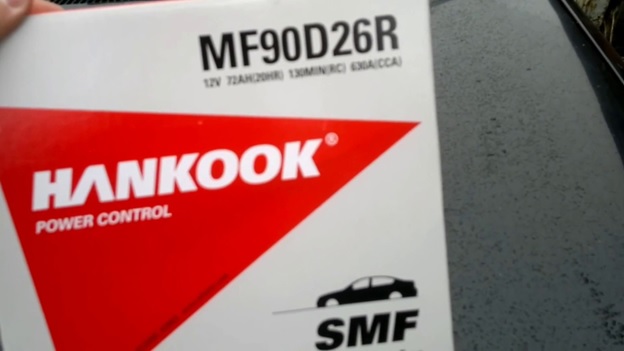 MF90D26R
12V 72AH(20HR) 130MIN(RC) 630A(CCA)
HANKOOK®
POWER CONTROL
SMF